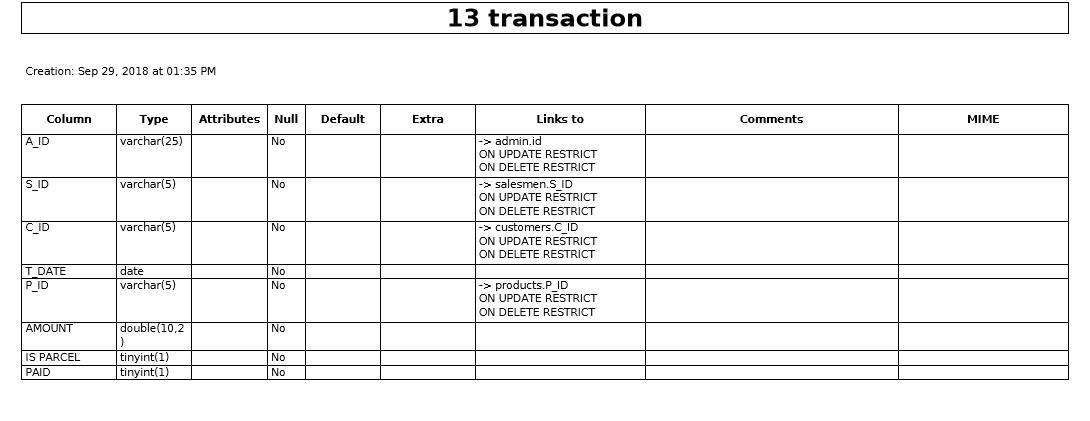 13 transaction
Creation: Sep 29, 2018 at 01:35 PM
Column Type Attributes Null Default Extra Links to Comments MIME
A_ID varchar(25) No -> admin.id
ON UPDATE RESTRICT
ON DELETE RESTRICT
S_ID varchar(5) No -> salesmen.S_ID
ON UPDATE RESTRICT
ON DELETE RESTRICT
C_ID varchar(5) No -> customers.C_ID
ON UPDATE RESTRICT
ON DELETE RESTRICT
T_DATE date No
P_ID varchar(5) No -> products.P_ID
ON UPDATE RESTRICT
ON DELETE RESTRICT
AMOUNT double(10,2 No
)
IS PARCEL tinyint(1) No
PAID tinyint(1) No